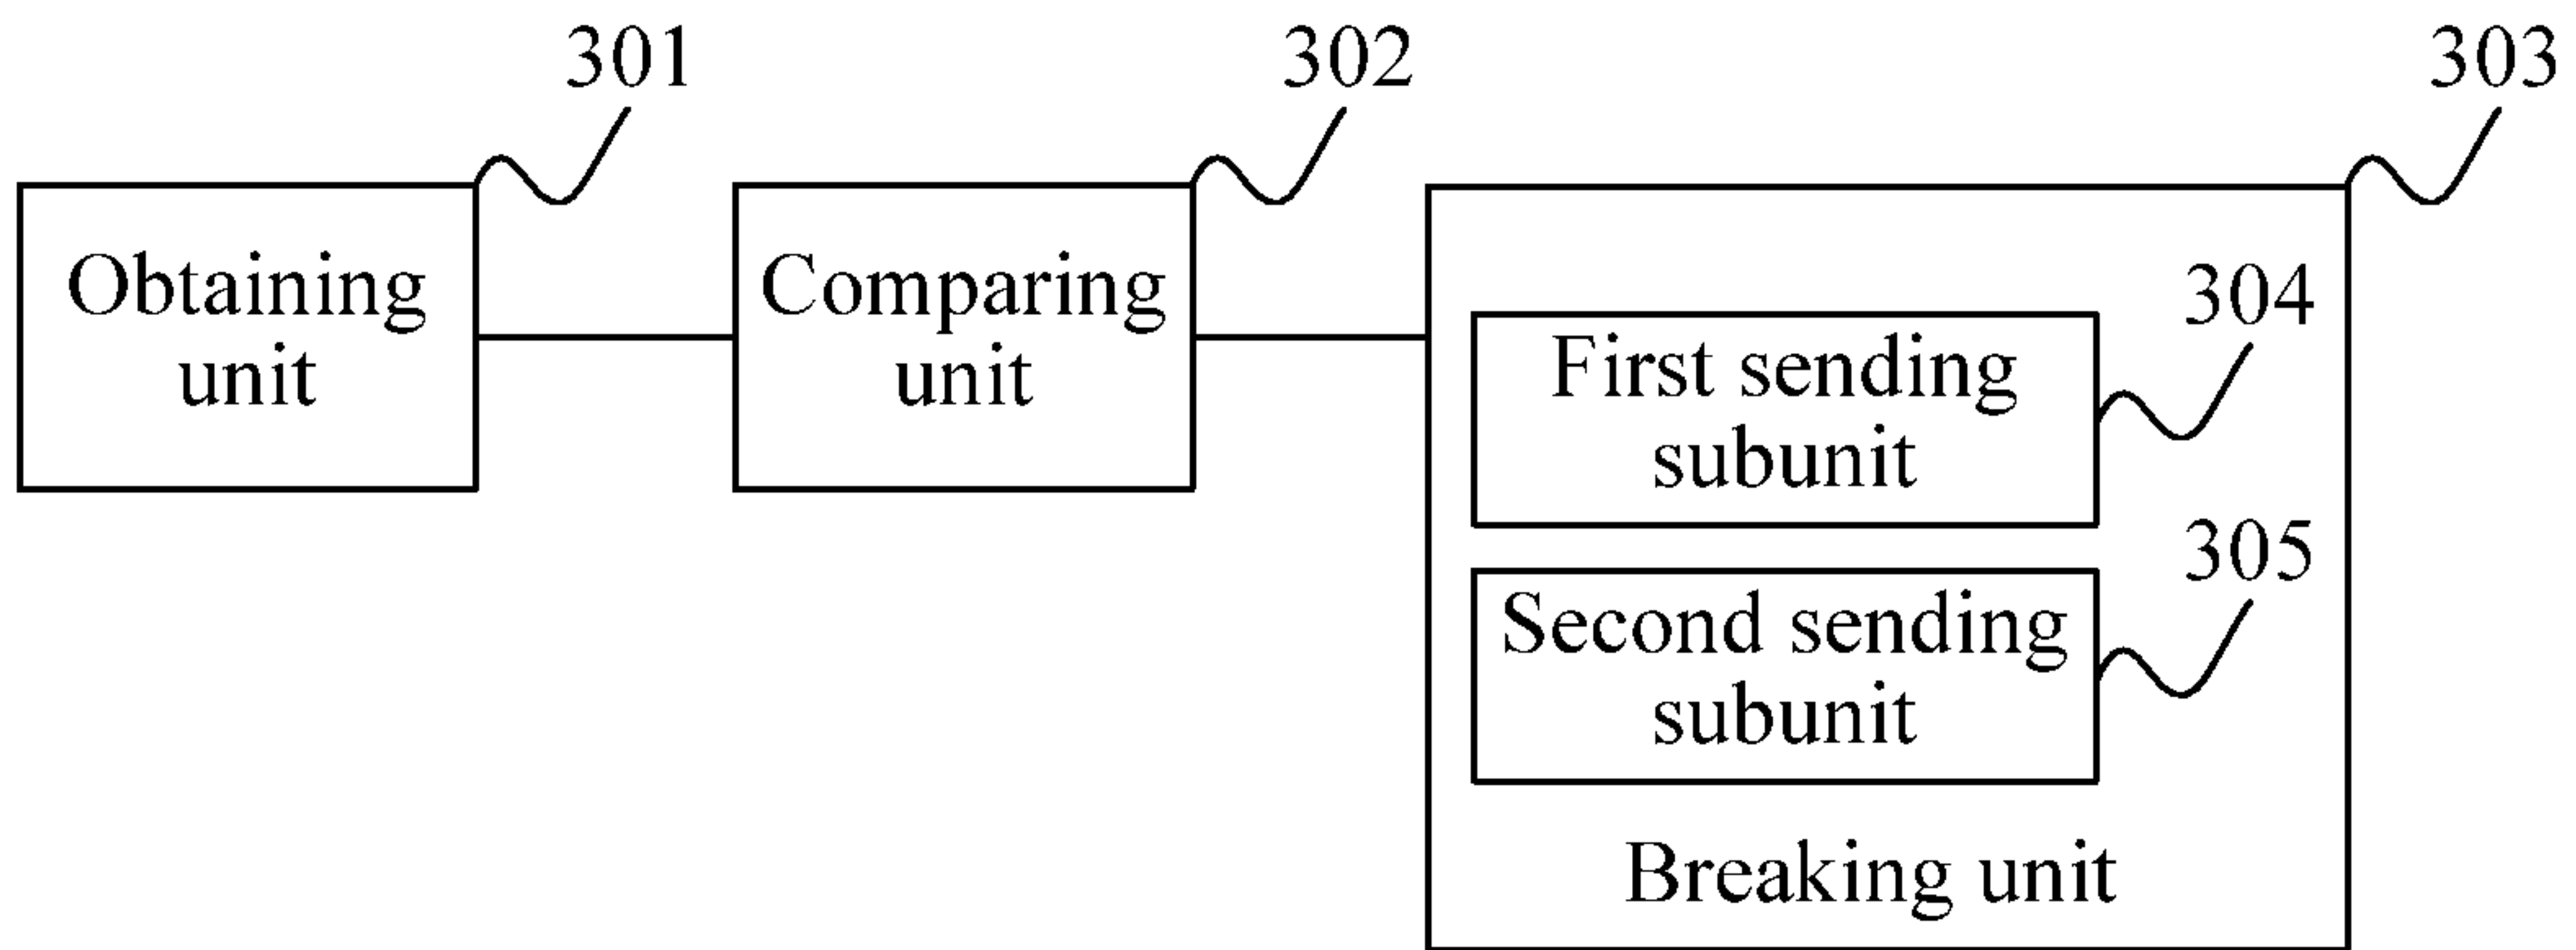 301
302
303
Obtaining
unit
Comparing
unit
304
First sending
subunit
305
Second sending
subunit
Breaking unit